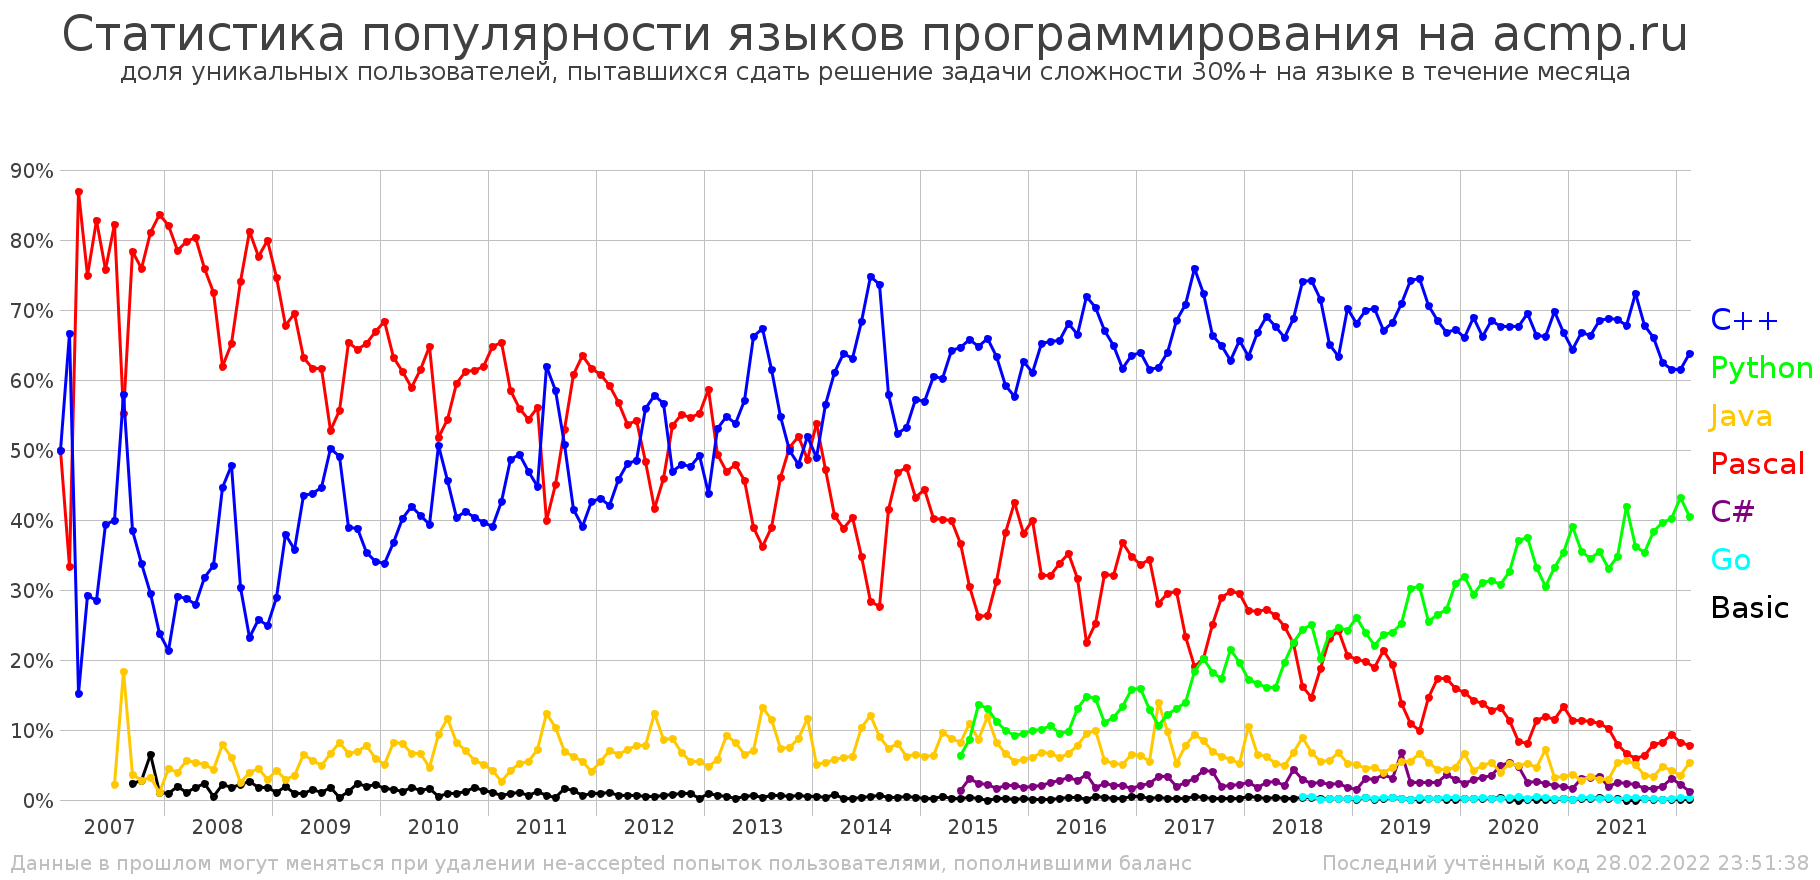 Статистика популярности языков программирования на acmp.ru
доля уникальных пользователей, пытавшихся сдать решение задачи сложности 30%+ на языке в течение месяца
90%
80%
70%
60%
50%
40%
30%
20%
10%
0%
C++
Python
Java
Pascal
C#
Go
Basic
2007 2008 2009 2010 2011 2012 2013 2014 2015 2016 2017 2018 2019 2020 2021
Данные в прошлом могут меняться при удалении не-accepted попыток пользователями, пополнившими баланс
Последний учтённый код 28.02.2022 23:51:38